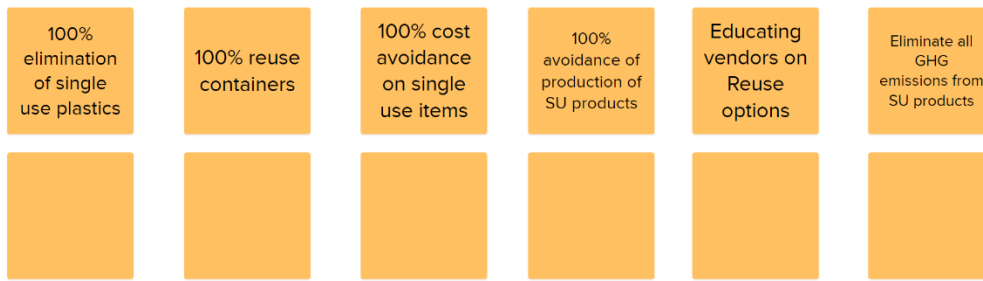 100%
elimination
of single
use plastics
100% reuse
containers
100% cost
avoidance
on single
use items
100%
avoidance of
production of
SU products
Educating
vendors on
Reuse
options
Eliminate all
GHG
emissions from
SU products